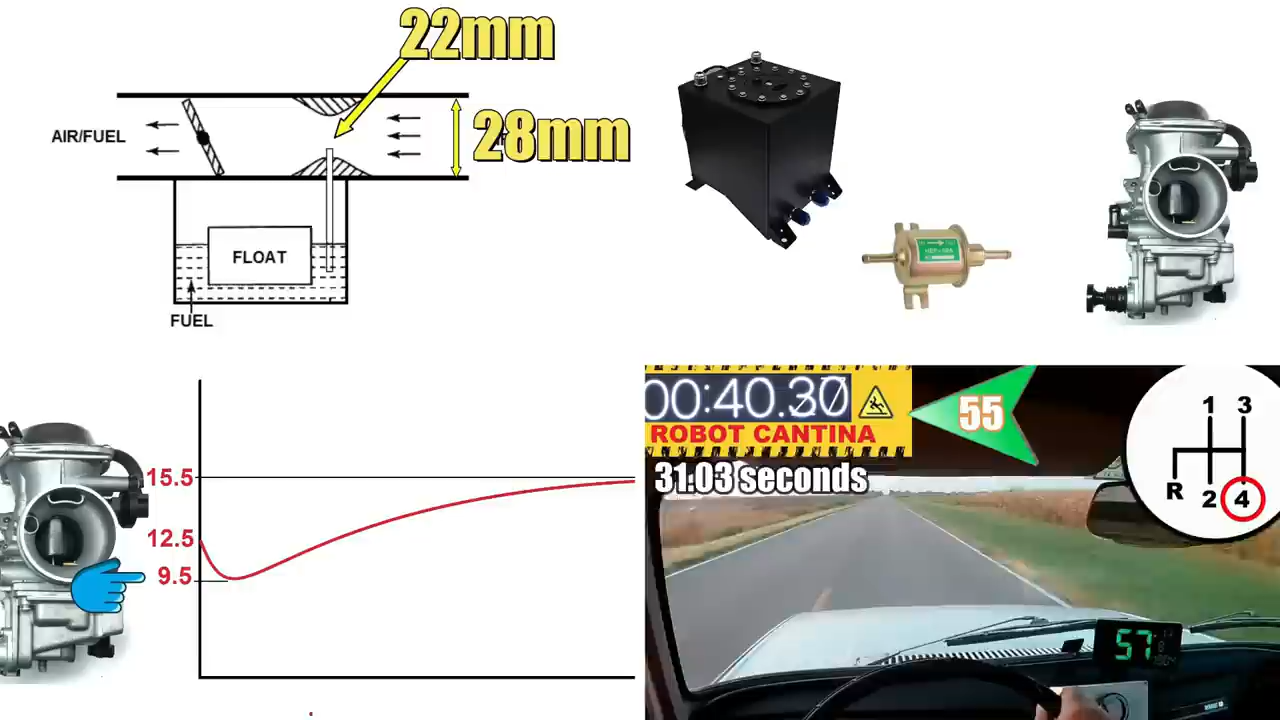 22mm
28mm
AIR/FUEL
FLOAT
FUEL
15.5
12.5
9.5
00:40.30
ROBOT CANTINA
31.03 seconds
55
1 3
R 2 4
57